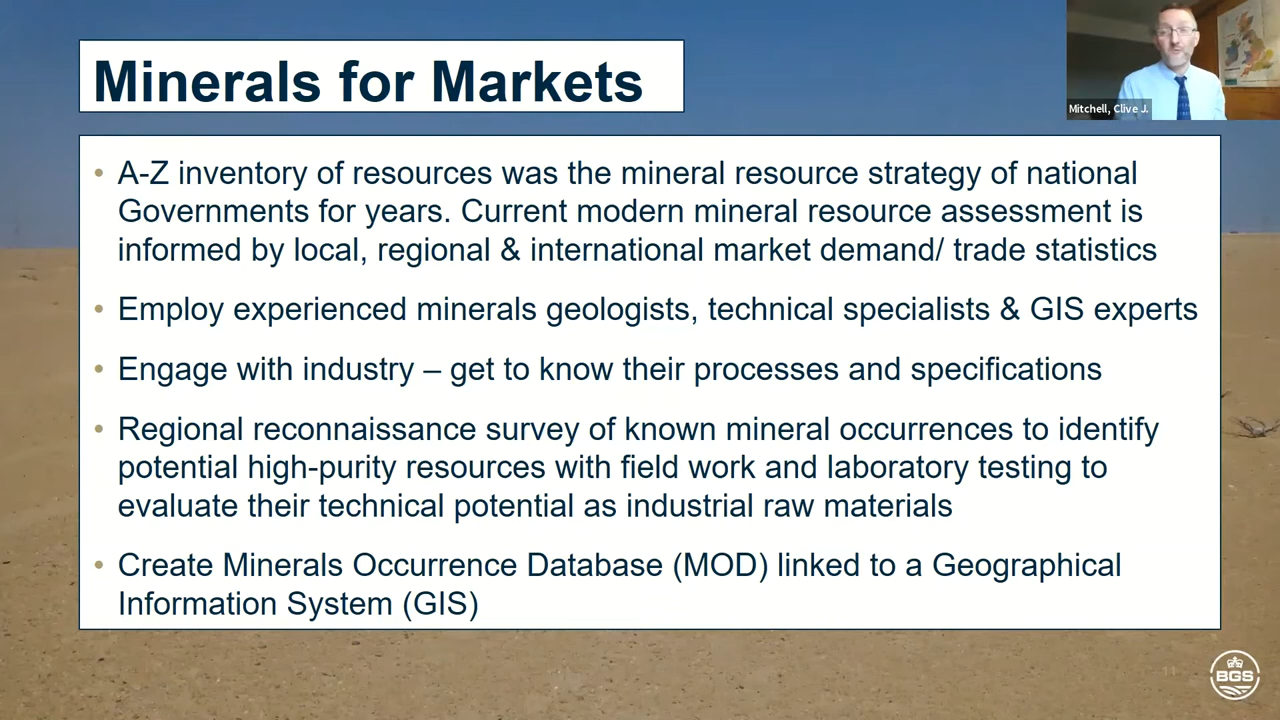 Minerals for Markets
Mitchell, Clive J.
• A-Z inventory of resources was the mineral resource strategy of national
Governments for years. Current modern mineral resource assessment is
informed by local, regional & international market demand/ trade statistics
• Employ experienced minerals geologists, technical specialists & GIS experts
• Engage with industry – get to know their processes and specifications
• Regional reconnaissance survey of known mineral occurrences to identify
potential high-purity resources with field work and laboratory testing to
evaluate their technical potential as industrial raw materials
• Create Minerals Occurrence Database (MOD) linked to a Geographical
Information System (GIS)
11
BGS